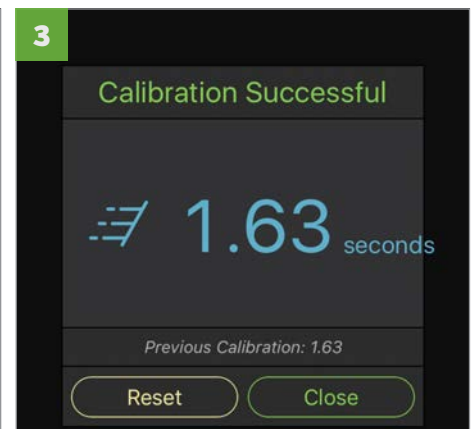 3
Calibration Successful
1.63 seconds
Previous Calibration: 1.63
Reset Close